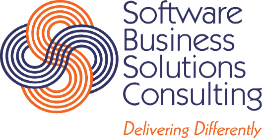 Software
Business
Solutions
Consulting
Delivering Differently